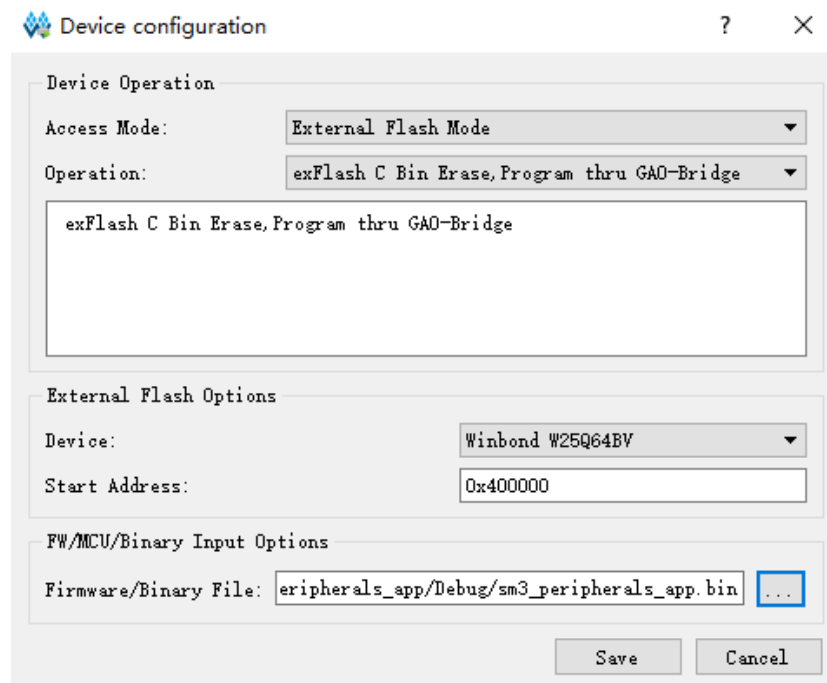 Device configuration ?
Device Operation
Access Mode: External Flash Mode
Operation: exFlash C Bin Erase,Program thru GAO-Bridge
exFlash C Bin Erase,Program thru GAO-Bridge
External Flash Options
Device: Winbond W25Q64BV
Start Address: 0x400000
FW/MCU/Binary Input Options
Firmware/Binary File: eripherals_app/Debug/sm3_peripherals_app.bin ...
Save Cancel